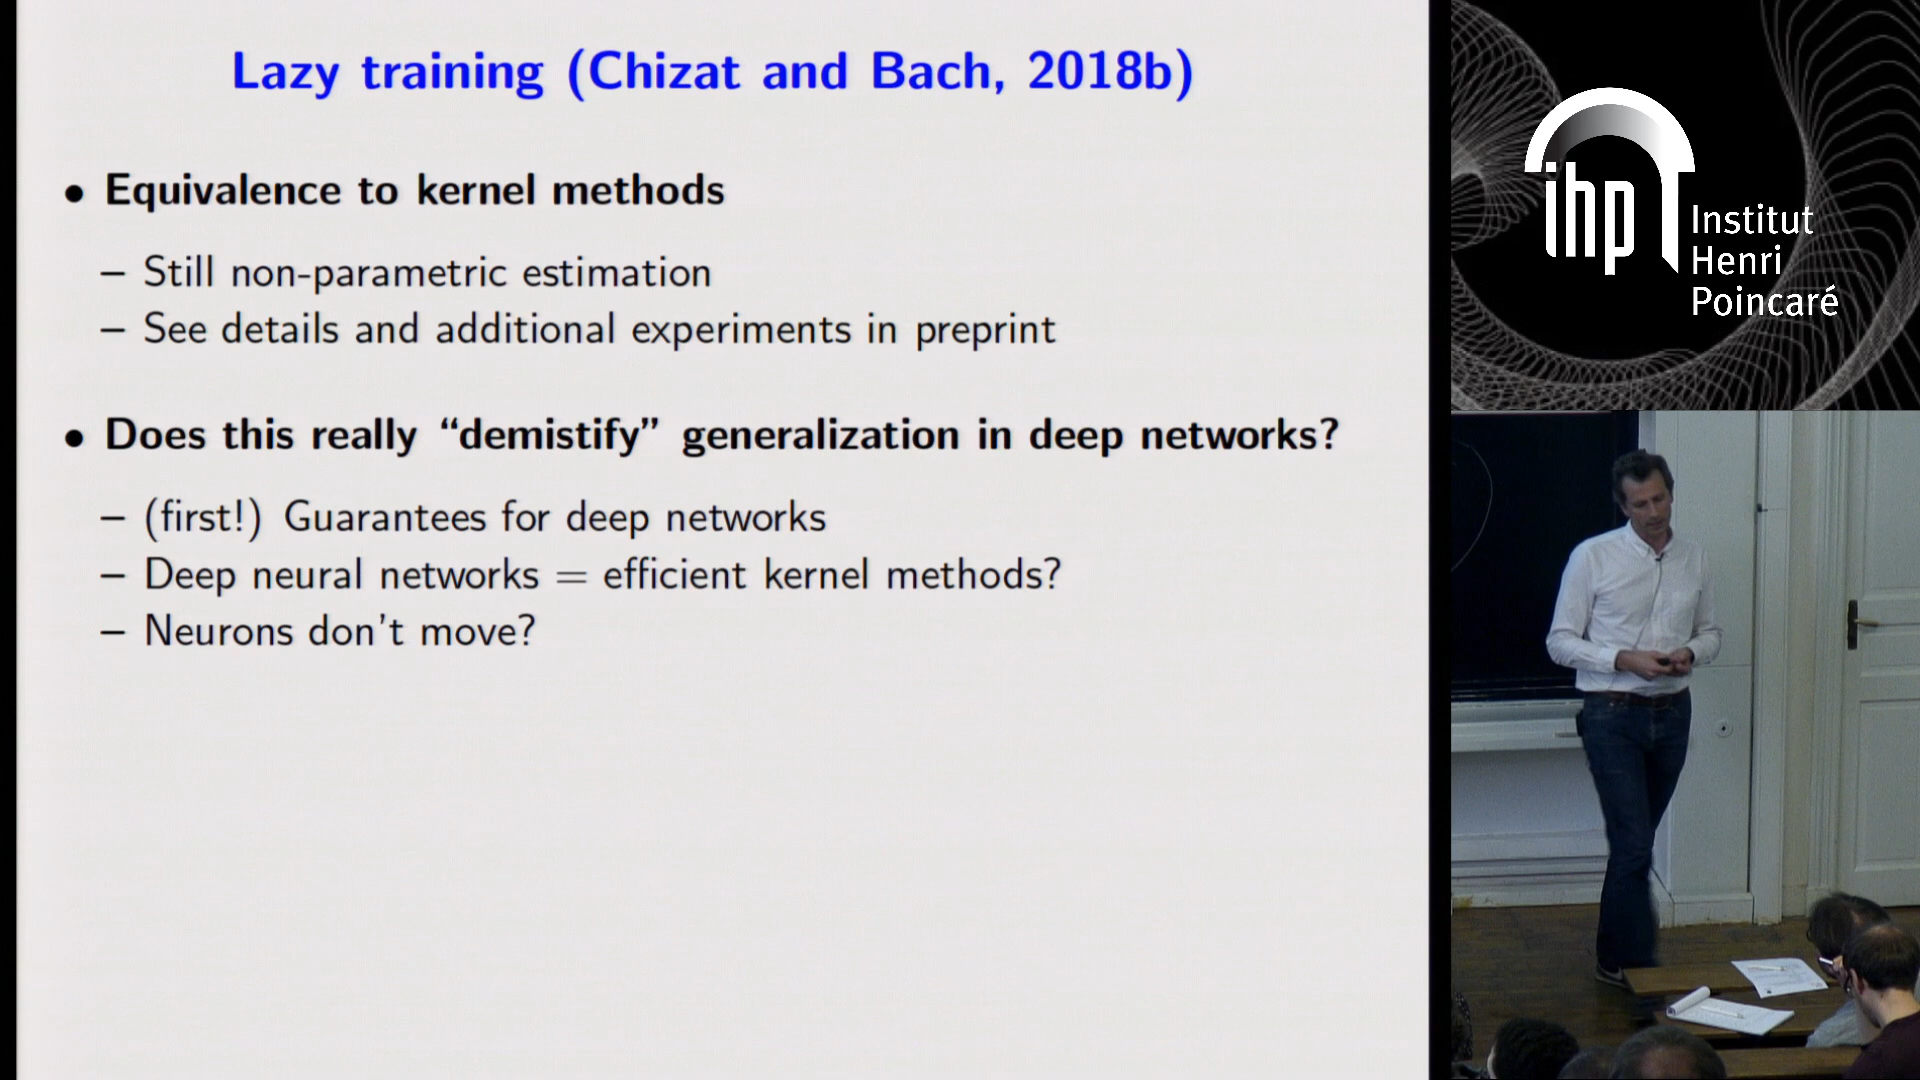 Lazy training (Chizat and Bach, 2018b)
• Equivalence to kernel methods
– Still non-parametric estimation
– See details and additional experiments in preprint
• Does this really “demistify” generalization in deep networks?
– (first!) Guarantees for deep networks
– Deep neural networks = efficient kernel methods?
– Neurons don't move?
ihp
Institut
Henri
Poincaré